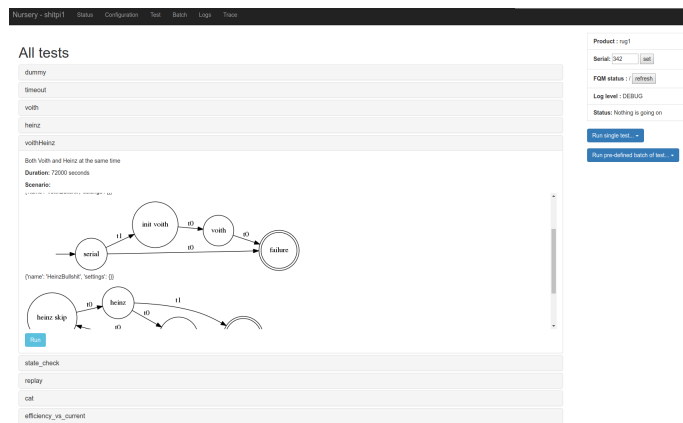 Nursery - shitpi1 Status Configuration Test Batch Logs Trace
All tests
dummy
timeout
voith
heinz
voithHeinz
Both Voith and Heinz at the same time
Duration: 72000 seconds
Scenario:
init voith
t0
voith
t1
t0
t0
serial
failure
{'name': 'HeinzBullshit', 'settings': {}}
heinz skip
t0
heinz
t1
t0
t0
Run
state_check
replay
cat
efficiency_vs_current
Product : rug1
Serial: 342 set
FQM status : / refresh
Log level : DEBUG
Status: Nothing is going on
Run single test...
Run pre-defined batch of test...